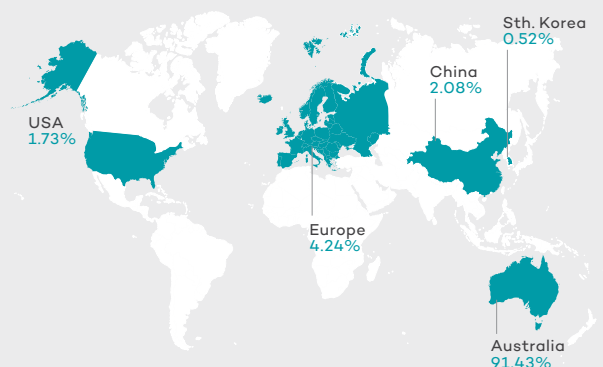 Sth. Korea
0.52%
China
2.08%
USA
1.73%
Europe
4.24%
Australia
91.43%